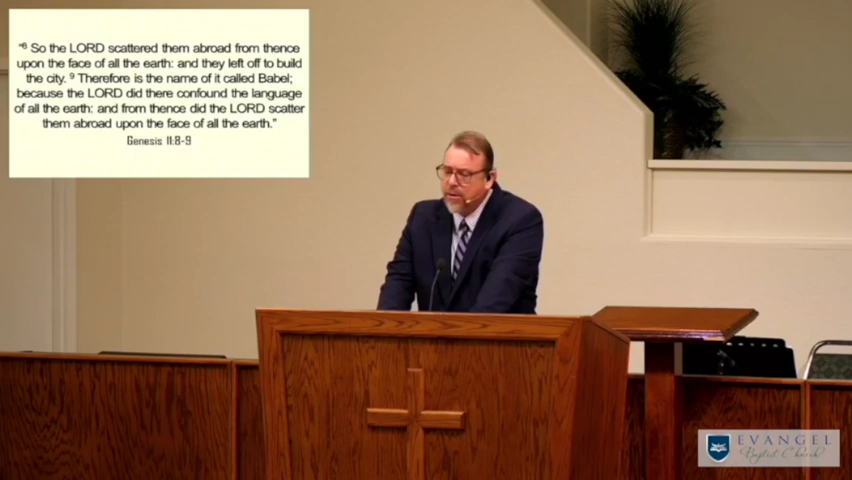 "⁶ So the LORD scattered them abroad from thence
upon the face of all the earth: and they left off to build
the city. ⁹ Therefore is the name of it called Babel;
because the LORD did there confound the language
of all the earth: and from thence did the LORD scatter
them abroad upon the face of all the earth."
Genesis 11:8-9
EVANGEL
Baptist Church